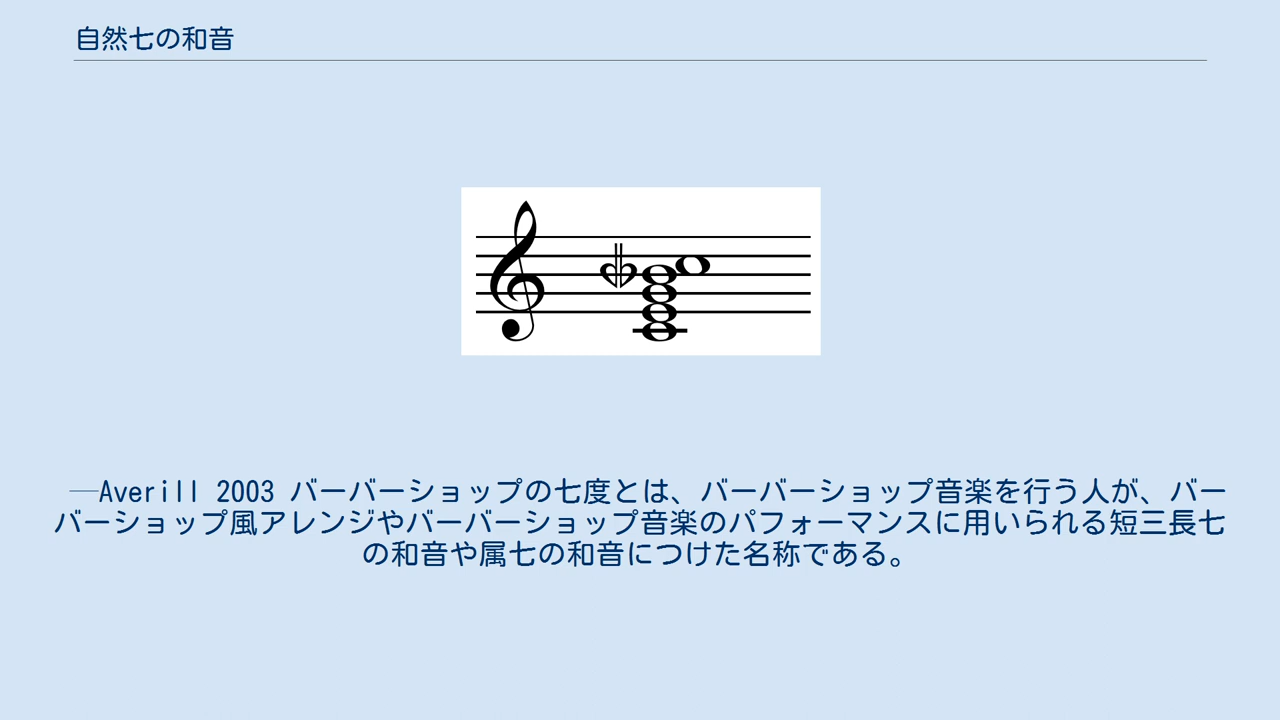 自然七の和音
—Averill 2003 バーバーショップの七度とは、バーバーショップ音楽を行う人が、バー
バーショップ風アレンジやバーバーショップ音楽のパフォーマンスに用いられる短三長七
の和音や属七の和音につけた名称である。